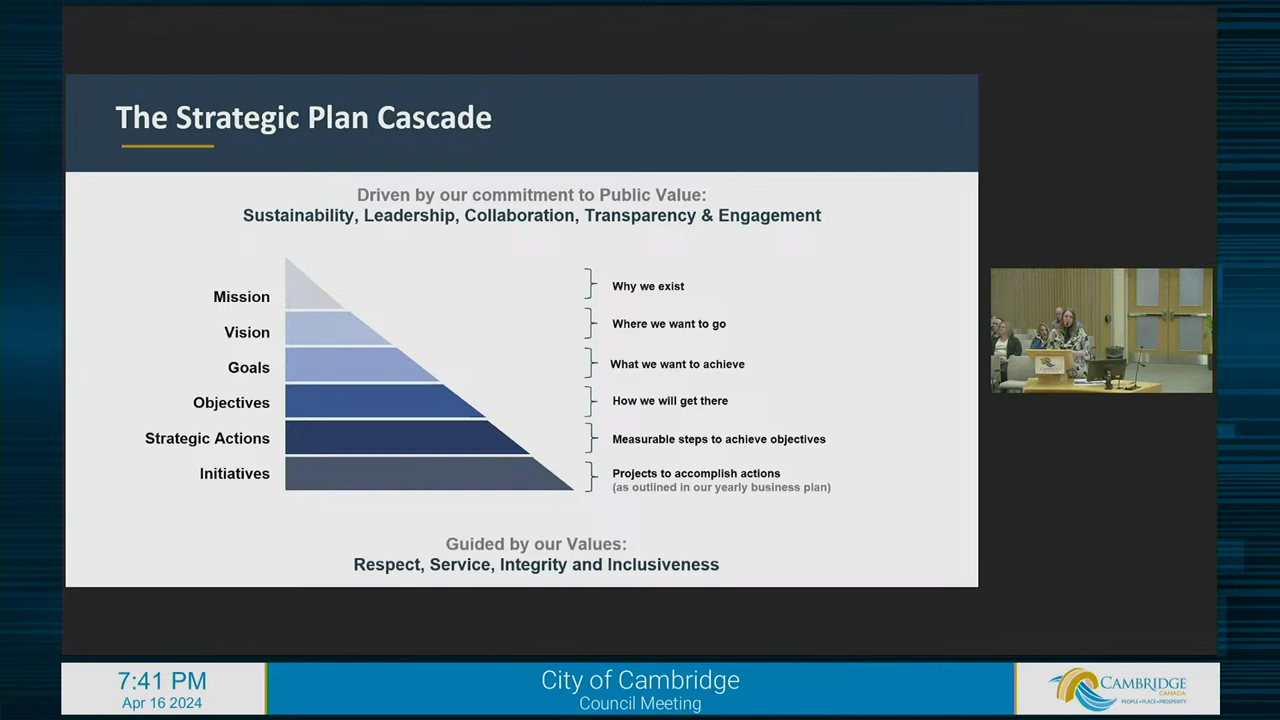 The Strategic Plan Cascade
Driven by our commitment to Public Value:
Sustainability, Leadership, Collaboration, Transparency & Engagement
Mission
Why we exist
Vision
Where we want to go
Goals
What we want to achieve
Objectives
How we will get there
Strategic Actions
Measurable steps to achieve objectives
Initiatives
Projects to accomplish actions
(as outlined in our yearly business plan)
Guided by our Values:
Respect, Service, Integrity and Inclusiveness
7:41 PM
Apr 16 2024
City of Cambridge
Council Meeting
CAMBRIDGE
CANADA
PEOPLE • PLACE • PROSPERITY